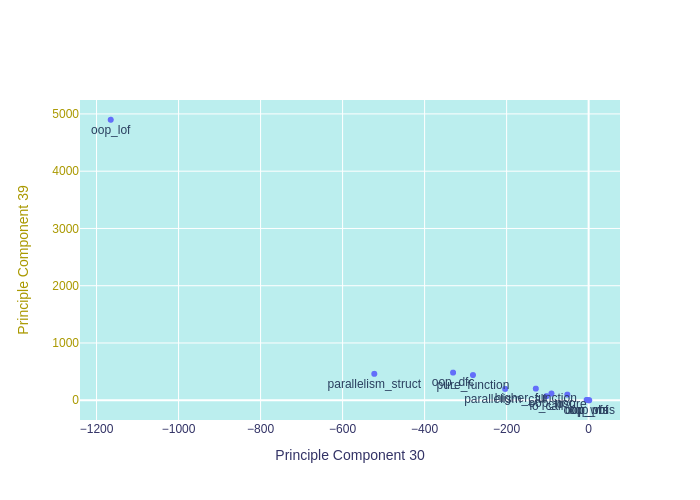 5000
oop_lof
4000
3000
2000
1000
0
parallelism_struct
oop_dfc
pure_function
higher_function
−1200
−1000
−800
−600
−400
−200
0
Principle Component 30
Principle Component 39